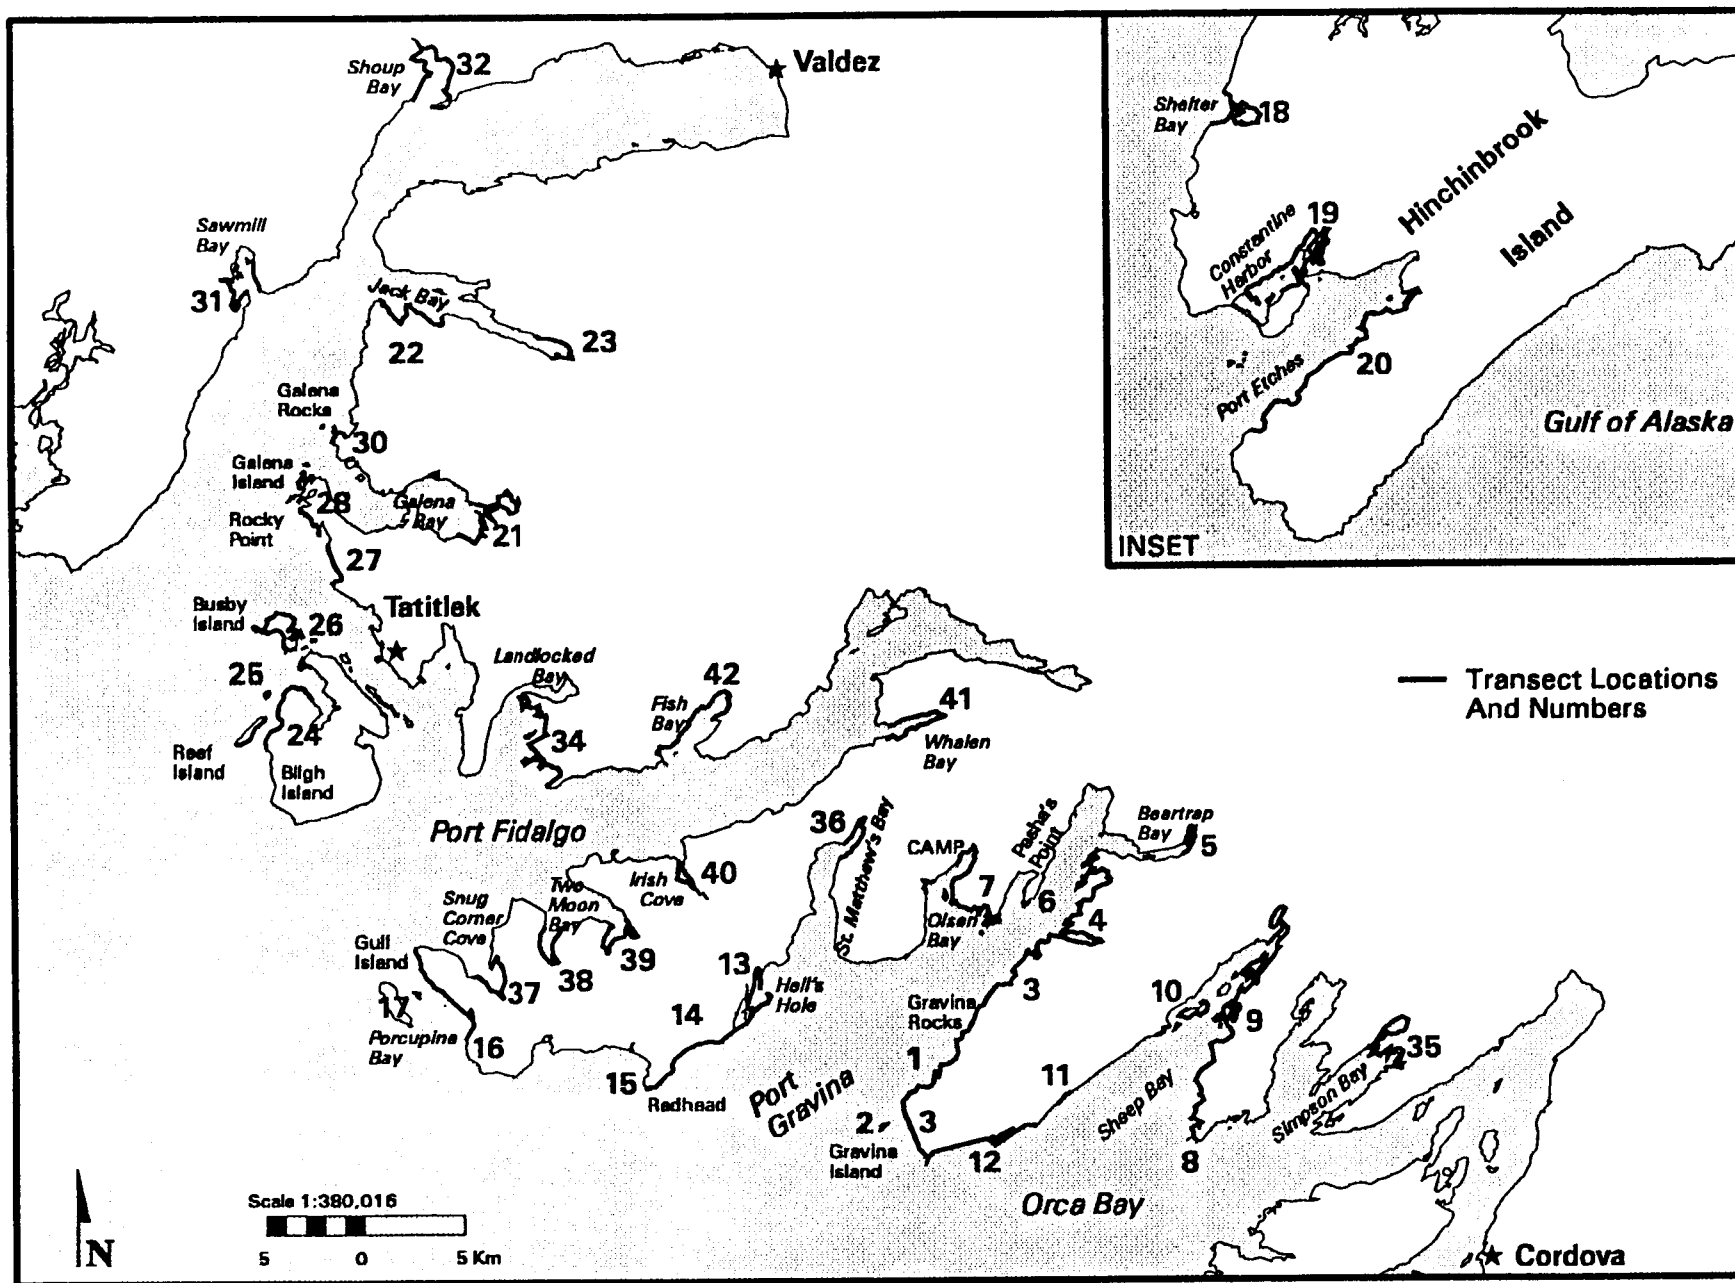 Shoup
Bay
32
Valdez
Sawmill
Bay
31
Jack Bay
22
23
Galena
Rocks
30
Galena
Island
28
Rocky
Point
Galena
Bay
21
27
Busby
Island
26
Tatitlek
25
24
Reef
Island
Bligh
Island
Landlocked
Bay
34
Fish
Bay
42
41
Whalen
Bay
Port Fidalgo
36
St. Matthew's Bay
CAMP
7
Olsen
Bay
Pasha's
Point
6
Beartrap
Bay
5
4
3
Irish
Cove
40
Two
Moon
Bay
Snug
Corner
Cove
39
38
37
Gull
Island
17
Porcupine
Bay
16
13
Hell's
Hole
14
15
Redhead
Gravina
Rocks
1
Port
Gravina
2
Gravina
Island
3
12
11
10
9
Sheep Bay
8
Simpson Bay
35
Orca Bay
Cordova
Transect Locations
And Numbers
Scale 1:380,016
5 0 5 Km
N
Shelter
Bay
18
Hinchinbrook
Island
Constantine
Harbor
19
Port Etches
20
Gulf of Alaska
INSET